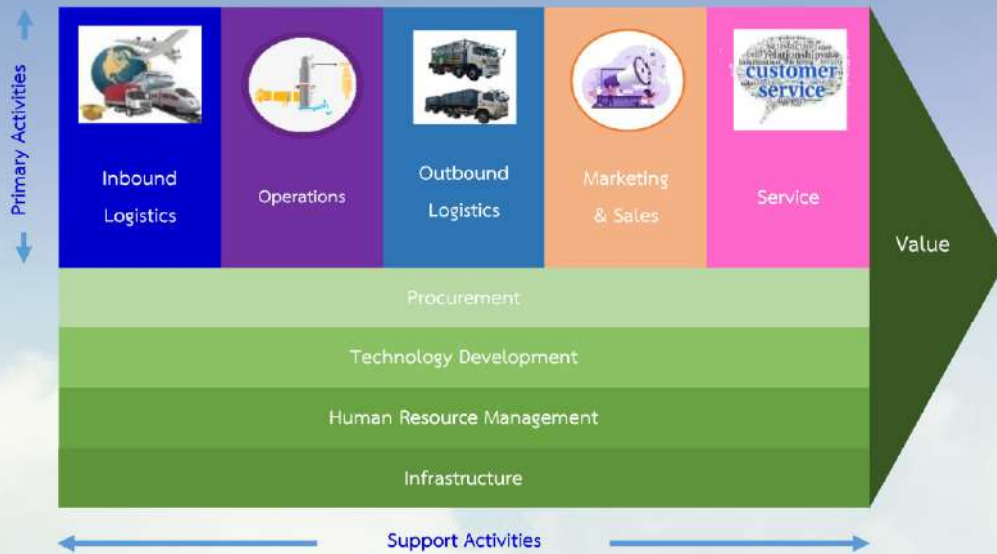 Primary Activities
Inbound
Logistics
Operations
Outbound
Logistics
Marketing
& Sales
relationship
customer
service
Service
Value
Procurement
Technology Development
Human Resource Management
Infrastructure
Support Activities